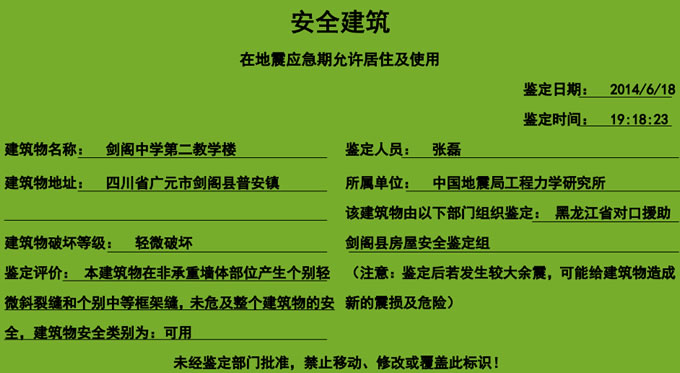 安全建筑
在地震应急期允许居住及使用
鉴定日期： 2014/6/18
鉴定时间： 19:18:23
建筑物名称： 剑阁中学第二教学楼
鉴定人员： 张磊
建筑物地址： 四川省广元市剑阁县普安镇
所属单位： 中国地震局工程力学研究所
该建筑物由以下部门组织鉴定： 黑龙江省对口援助
建筑物破坏等级： 轻微破坏
剑阁县房屋安全鉴定组
鉴定评价： 本建筑物在非承重墙体部位产生个别轻
微斜裂缝和个别中等框架缝，未危及整个建筑物的安
全，建筑物安全类别为：可用
（注意：鉴定后若发生较大余震，可能给建筑物造成
新的震损及危险）
未经鉴定部门批准，禁止移动、修改或覆盖此标识！